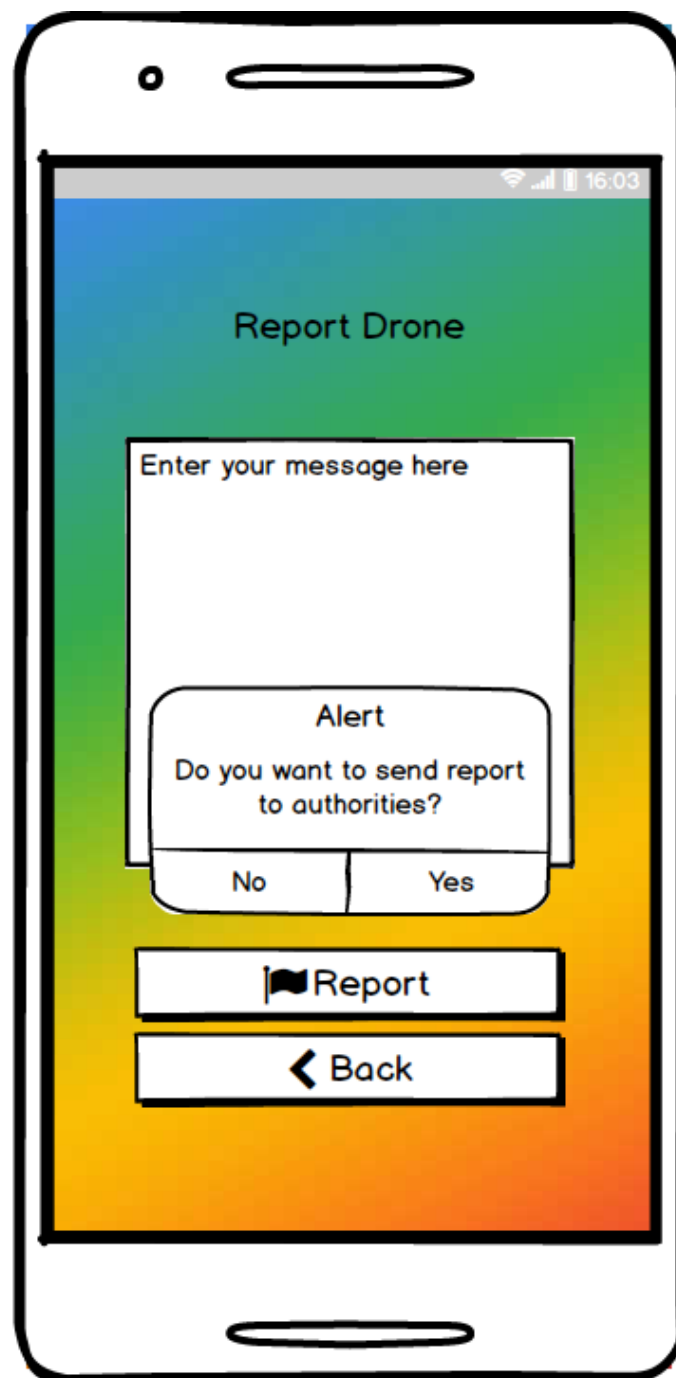 16:03
Report Drone
Enter your message here
Alert
Do you want to send report
to authorities?
No Yes
Report
Back